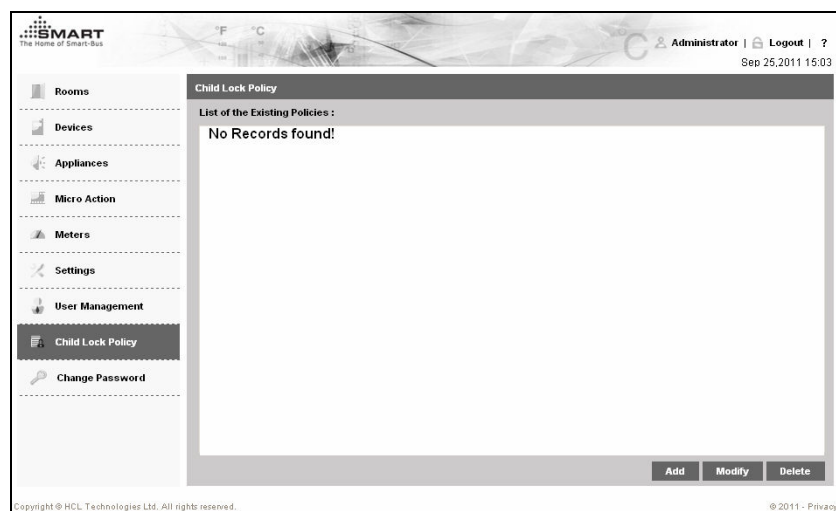 SMART
The Home of Smart-Bus
°F °C
C
Administrator | Logout | ?
Sep 25,2011 15:03
Rooms
Devices
Appliances
Micro Action
Meters
Settings
User Management
Child Lock Policy
Change Password
Child Lock Policy
List of the Existing Policies :
No Records found!
Add Modify Delete
Copyright © HCL Technologies Ltd. All rights reserved.
© 2011 - Privacy